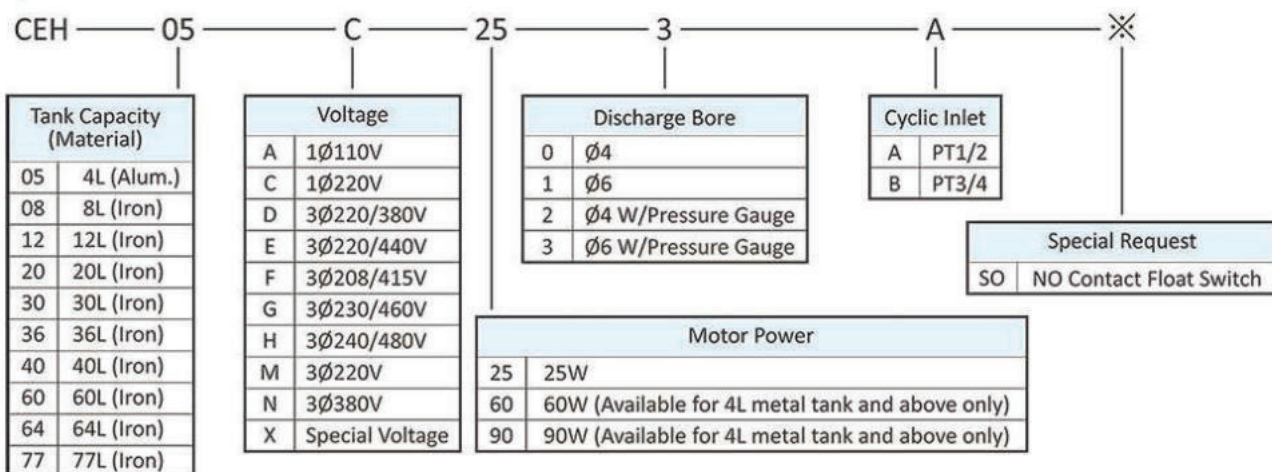 CEH 05 C 25 3 A ※
Tank Capacity
(Material)
05 4L (Alum.)
08 8L (Iron)
12 12L (Iron)
20 20L (Iron)
30 30L (Iron)
36 36L (Iron)
40 40L (Iron)
60 60L (Iron)
64 64L (Iron)
77 77L (Iron)
Voltage
A 1Ø110V
C 1Ø220V
D 3Ø220/380V
E 3Ø220/440V
F 3Ø208/415V
G 3Ø230/460V
H 3Ø240/480V
M 3Ø220V
N 3Ø380V
X Special Voltage
Discharge Bore
0 Ø4
1 Ø6
2 Ø4 W/Pressure Gauge
3 Ø6 W/Pressure Gauge
Cyclic Inlet
A PT1/2
B PT3/4
Special Request
SO NO Contact Float Switch
Motor Power
25 25W
60 60W (Available for 4L metal tank and above only)
90 90W (Available for 4L metal tank and above only)